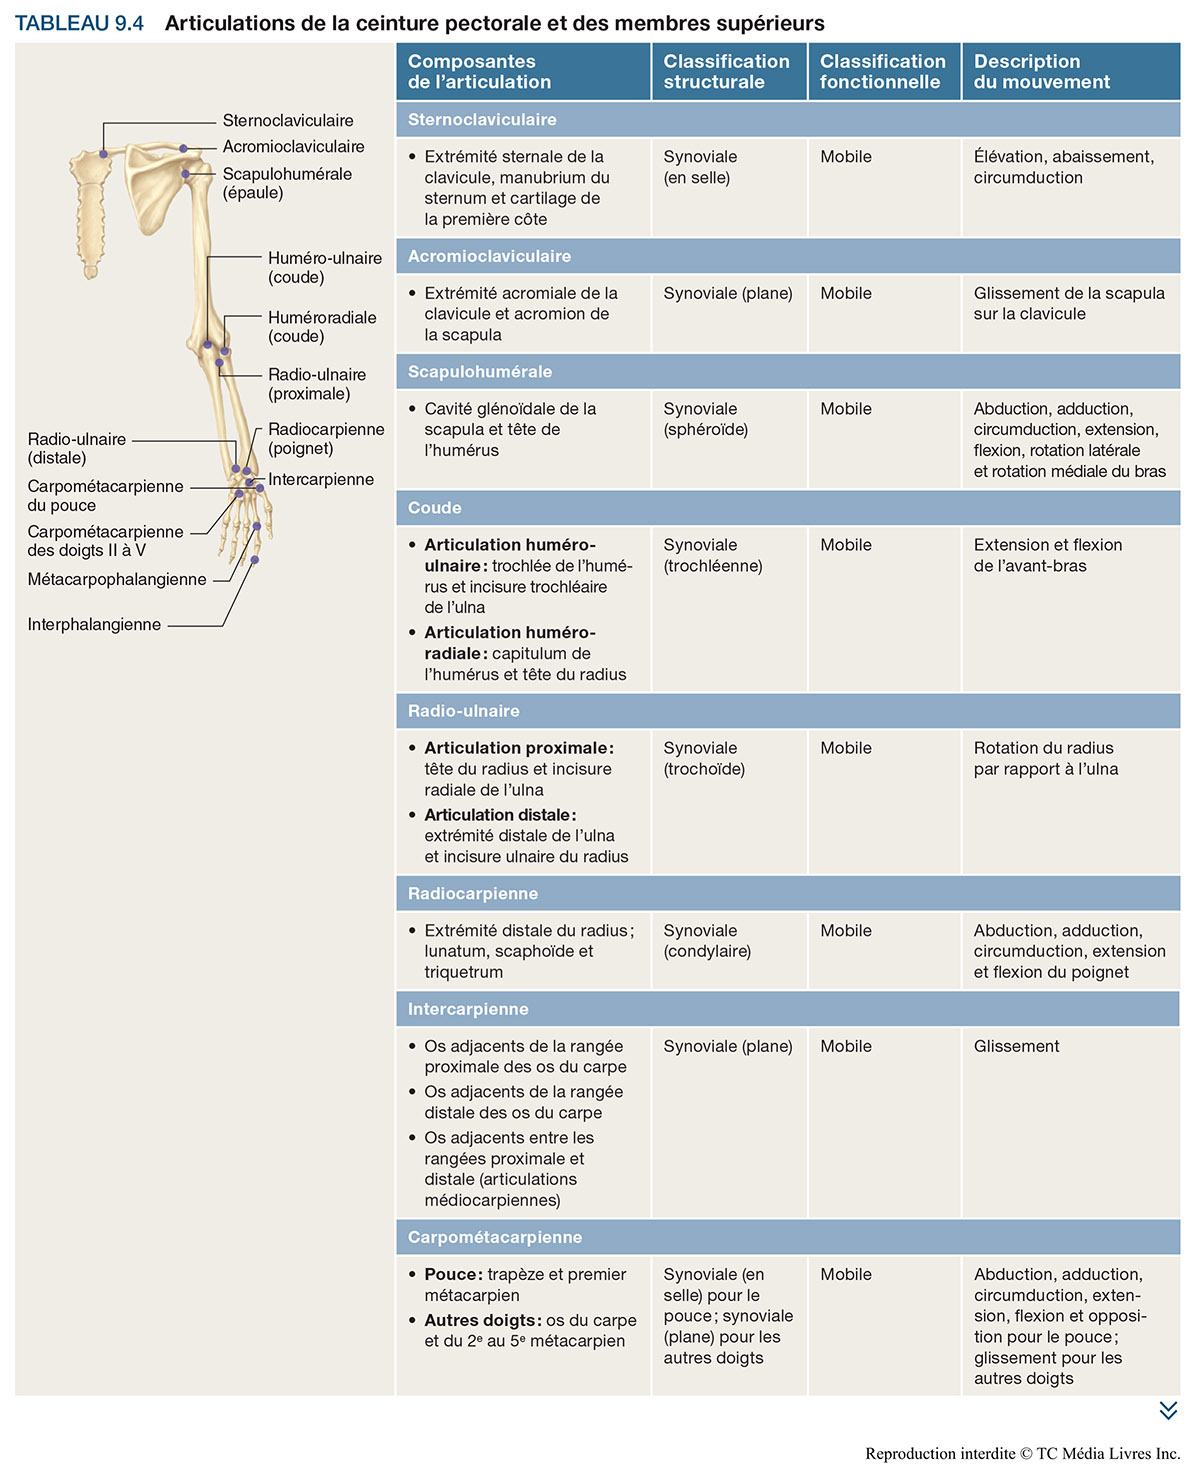 TABLEAU 9.4 Articulations de la ceinture pectorale et des membres supérieurs
Sternoclaviculaire
Acromioclaviculaire
Scapulohumérale
(épaule)
Huméro-ulnaire
(coude)
Huméroradiale
(coude)
Radio-ulnaire
(proximale)
Radio-ulnaire
(distale)
Radiocarpienne
(poignet)
Intercarpienne
Carpométacarpienne
du pouce
Carpométacarpienne
des doigts II à V
Métacarpophalangienne
Interphalangienne
Composantes
de l'articulation
Classification
structurale
Classification
fonctionnelle
Description
du mouvement
Sternoclaviculaire
• Extrémité sternale de la
clavicule, manubrium du
sternum et cartilage de
la première côte
Synoviale
(en selle)
Mobile
Élévation, abaissement,
circumduction
Acromioclaviculaire
• Extrémité acromiale de la
clavicule et acromion de
la scapula
Synoviale (plane)
Mobile
Glissement de la scapula
sur la clavicule
Scapulohumérale
• Cavité glénoïdale de la
scapula et tête de
l'humérus
Synoviale
(sphéroïde)
Mobile
Abduction, adduction,
circumduction, extension,
flexion, rotation latérale
et rotation médiale du bras
Coude
• Articulation huméro-
ulnaire : trochlée de l'humé-
rus et incisure trochléaire
de l'ulna
• Articulation huméro-
radiale : capitulum de
l'humérus et tête du radius
Synoviale
(trochléenne)
Mobile
Extension et flexion
de l'avant-bras
Radio-ulnaire
• Articulation proximale :
tête du radius et incisure
radiale de l'ulna
• Articulation distale :
extrémité distale de l'ulna
et incisure ulnaire du radius
Synoviale
(trochoïde)
Mobile
Rotation du radius
par rapport à l'ulna
Radiocarpienne
• Extrémité distale du radius ;
lunatum, scaphoïde et
triquetrum
Synoviale
(condylaire)
Mobile
Abduction, adduction,
circumduction, extension
et flexion du poignet
Intercarpienne
• Os adjacents de la rangée
proximale des os du carpe
• Os adjacents de la rangée
distale des os du carpe
• Os adjacents entre les
rangées proximale et
distale (articulations
médiocarpiennes)
Synoviale (plane)
Mobile
Glissement
Carpométacarpienne
• Pouce : trapèze et premier
métacarpien
• Autres doigts : os du carpe
et du 2e au 5e métacarpien
Synoviale (en
selle) pour le
pouce ; synoviale
(plane) pour les
autres doigts
Mobile
Abduction, adduction,
circumduction, exten-
sion, flexion et opposi-
tion pour le pouce ;
glissement pour les
autres doigts
Reproduction interdite © TC Média Livres Inc.